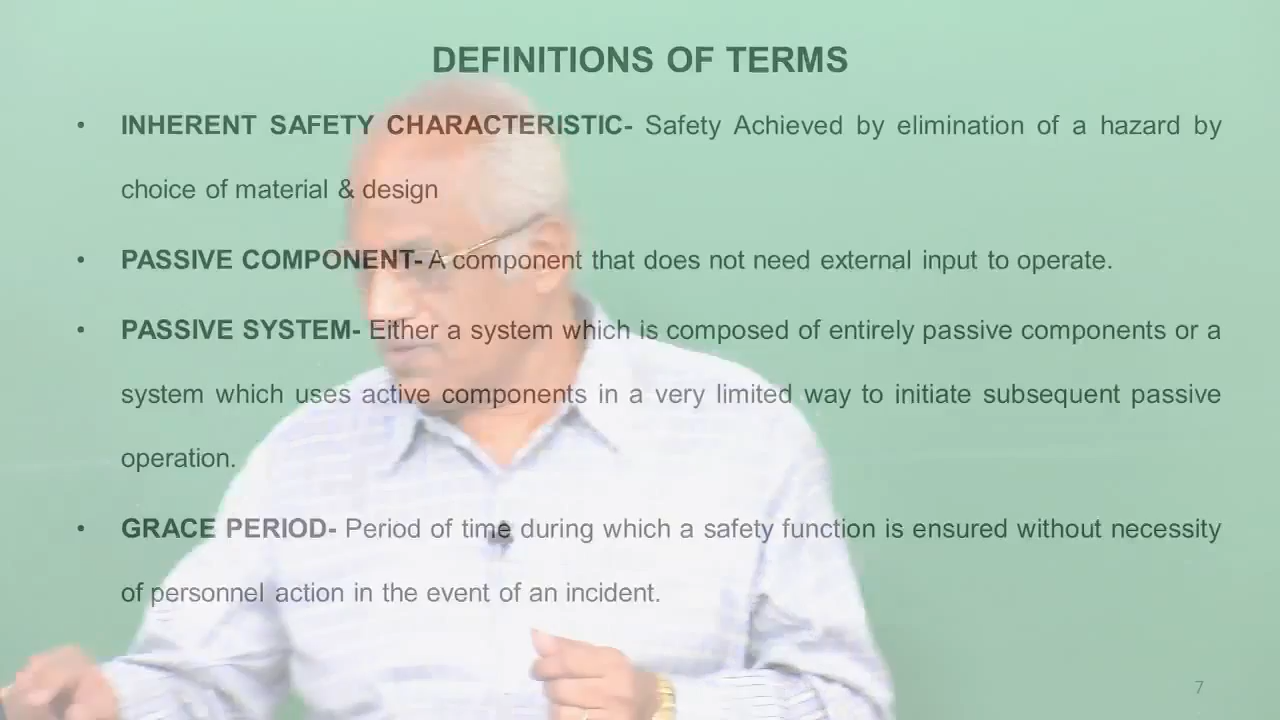 DEFINITIONS OF TERMS
• INHERENT SAFETY CHARACTERISTIC- Safety Achieved by elimination of a hazard by
choice of material & design
• PASSIVE COMPONENT- A component that does not need external input to operate.
• PASSIVE SYSTEM- Either a system which is composed of entirely passive components or a
system which uses active components in a very limited way to initiate subsequent passive
operation.
• GRACE PERIOD- Period of time during which a safety function is ensured without necessity
of personnel action in the event of an incident.
7